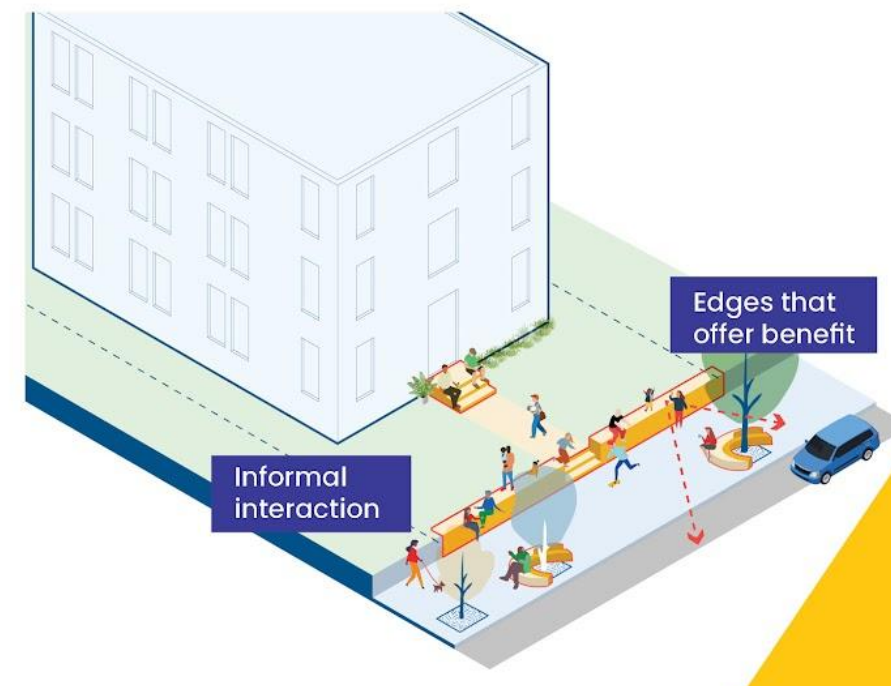 Edges that
offer benefit
Informal
interaction